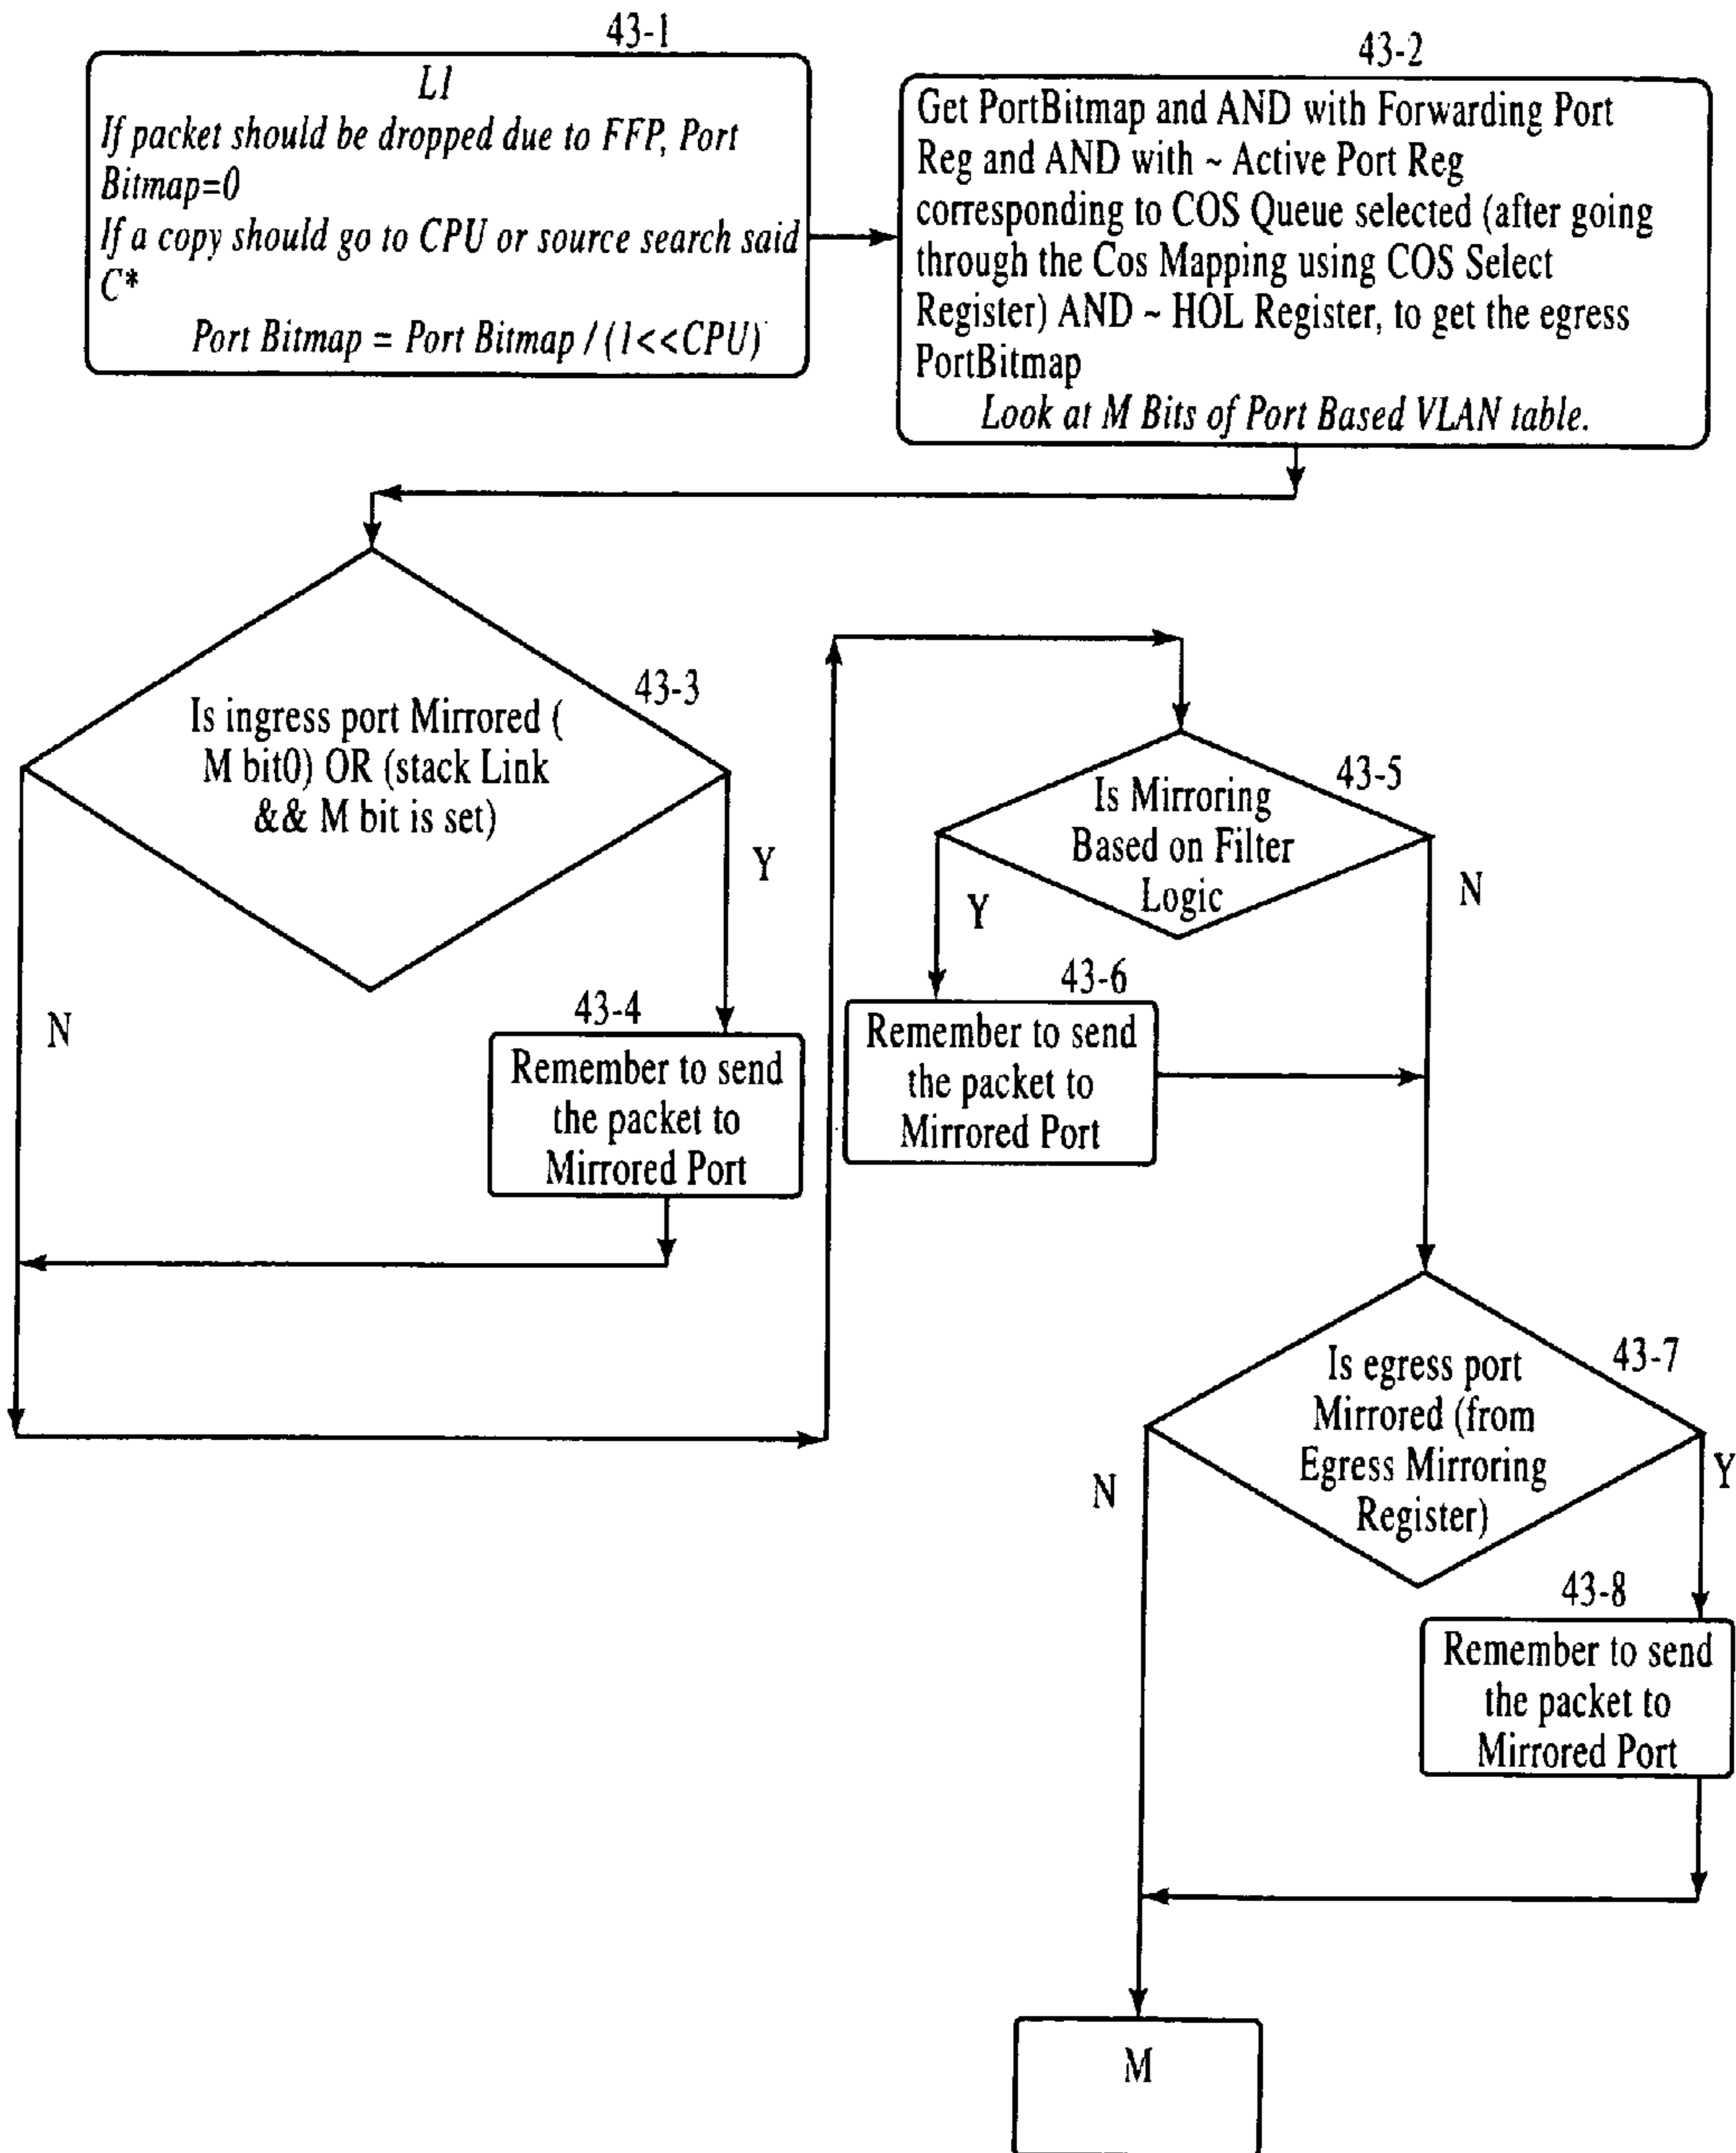 43-1
L1
If packet should be dropped due to FFP, Port
Bitmap=0
If a copy should go to CPU or source search said
C*
Port Bitmap = Port Bitmap / (1<<CPU)
43-2
Get PortBitmap and AND with Forwarding Port
Reg and AND with ~ Active Port Reg
corresponding to COS Queue selected (after going
through the Cos Mapping using COS Select
Register) AND ~ HOL Register, to get the egress
PortBitmap
Look at M Bits of Port Based VLAN table.
43-3
Is ingress port Mirrored (
M bit0) OR (stack Link
&& M bit is set)
Y
N
43-4
Remember to send
the packet to
Mirrored Port
43-5
Is Mirroring
Based on Filter
Logic
Y
N
43-6
Remember to send
the packet to
Mirrored Port
43-7
Is egress port
Mirrored (from
Egress Mirroring
Register)
N
Y
43-8
Remember to send
the packet to
Mirrored Port
M